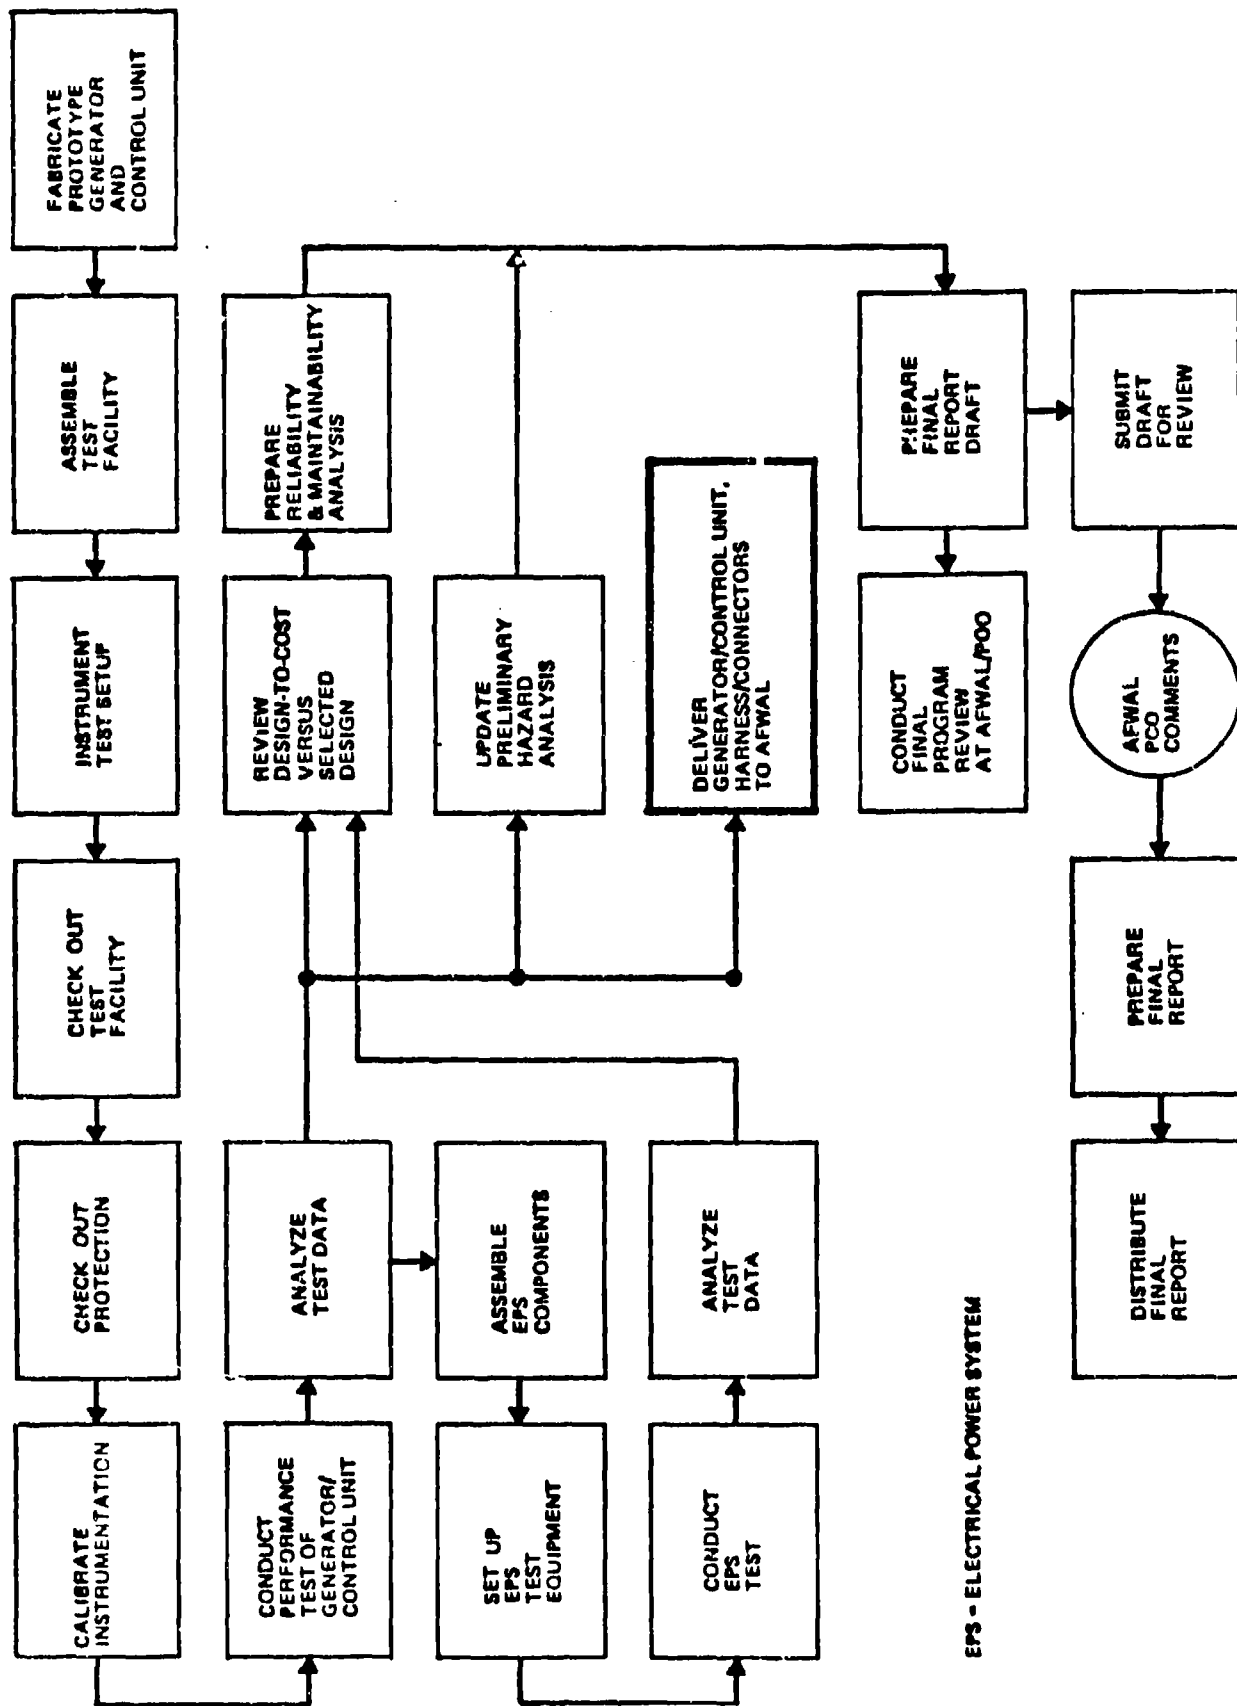 CALIBRATE
INSTRUMENTATION
CHECK OUT
PROTECTION
CHECK OUT
TEST
FACILITY
INSTRUMENT
TEST SETUP
ASSEMBLE
TEST
FACILITY
FABRICATE
PROTOTYPE
GENERATOR
AND
CONTROL UNIT
CONDUCT
PERFORMANCE
TEST OF
GENERATOR/
CONTROL UNIT
ANALYZE
TEST DATA
REVIEW
DESIGN-TO-COST
VERSUS
SELECTED
DESIGN
PREPARE
RELIABILITY
& MAINTAINABILITY
ANALYSIS
SET UP
EPS
TEST
EQUIPMENT
ASSEMBLE
EPS
COMPONENTS
UPDATE
PRELIMINARY
HAZARD
ANALYSIS
CONDUCT
EPS
TEST
ANALYZE
TEST
DATA
DELIVER
GENERATOR/CONTROL UNIT,
HARNESS/CONNECTORS
TO AFWAL
CONDUCT
FINAL
PROGRAM
REVIEW
AT AFWAL/POO
PREPARE
FINAL
REPORT
DRAFT
EPS - ELECTRICAL POWER SYSTEM
DISTRIBUTE
FINAL
REPORT
PREPARE
FINAL
REPORT
AFWAL
PCO
COMMENTS
SUBMIT
DRAFT
FOR
REVIEW